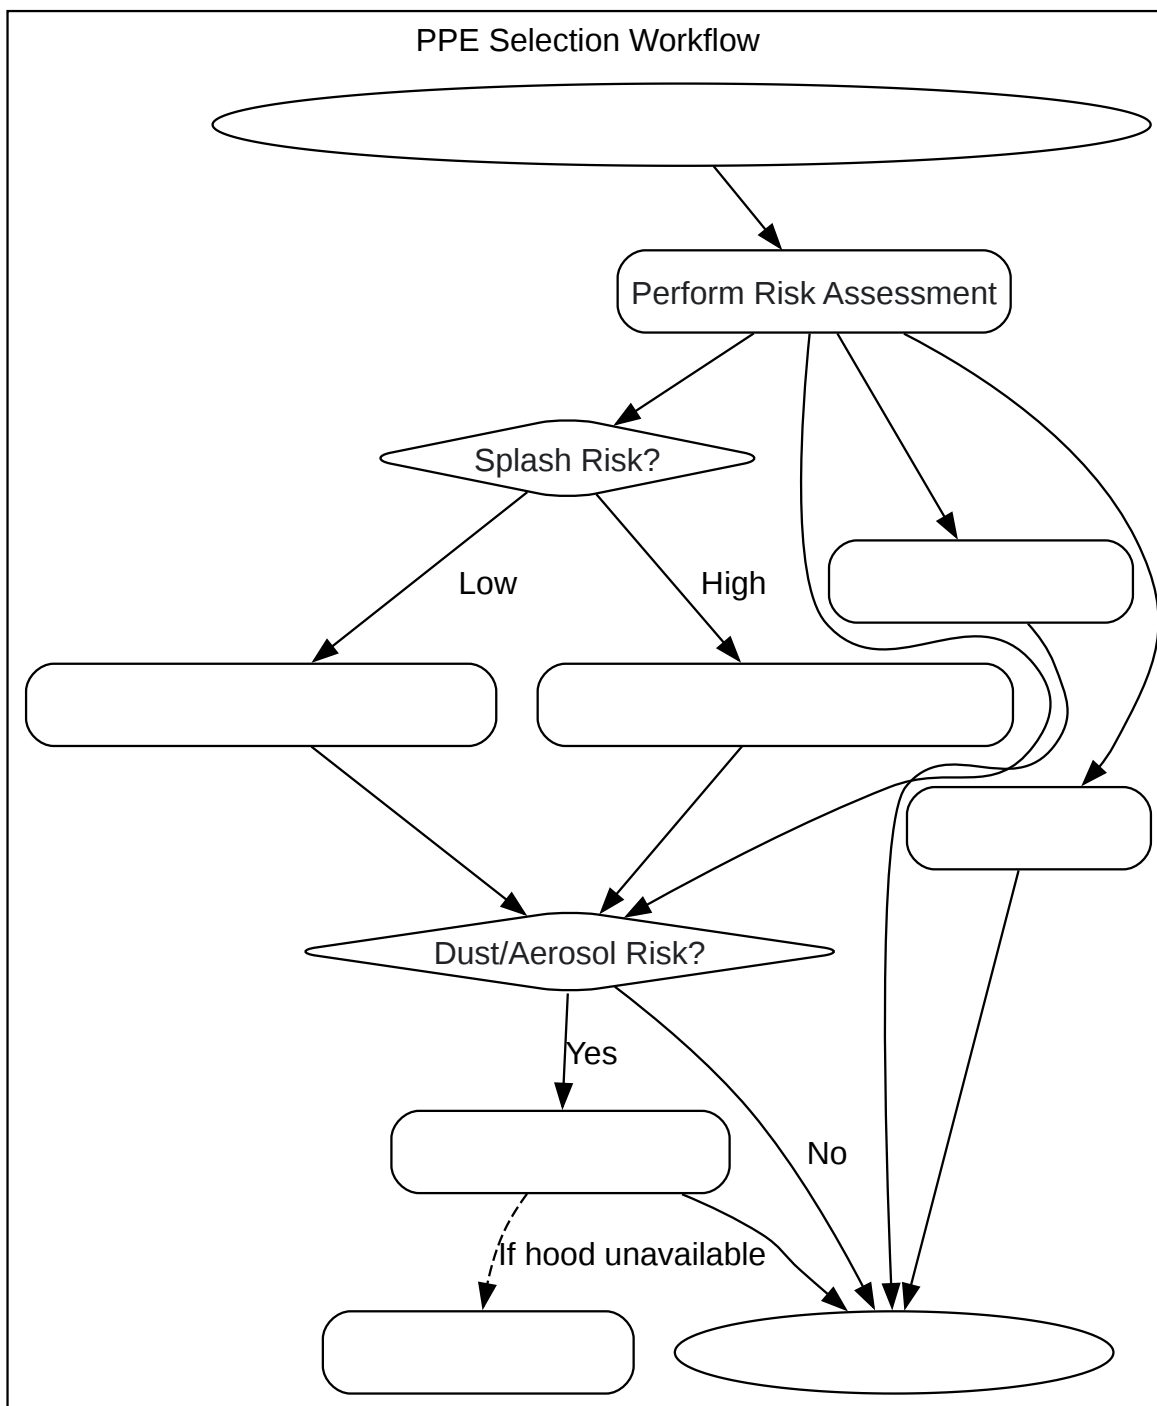 PPE Selection Workflow
Perform Risk Assessment
Splash Risk?
Low
High
Dust/Aerosol Risk?
Yes
No
If hood unavailable